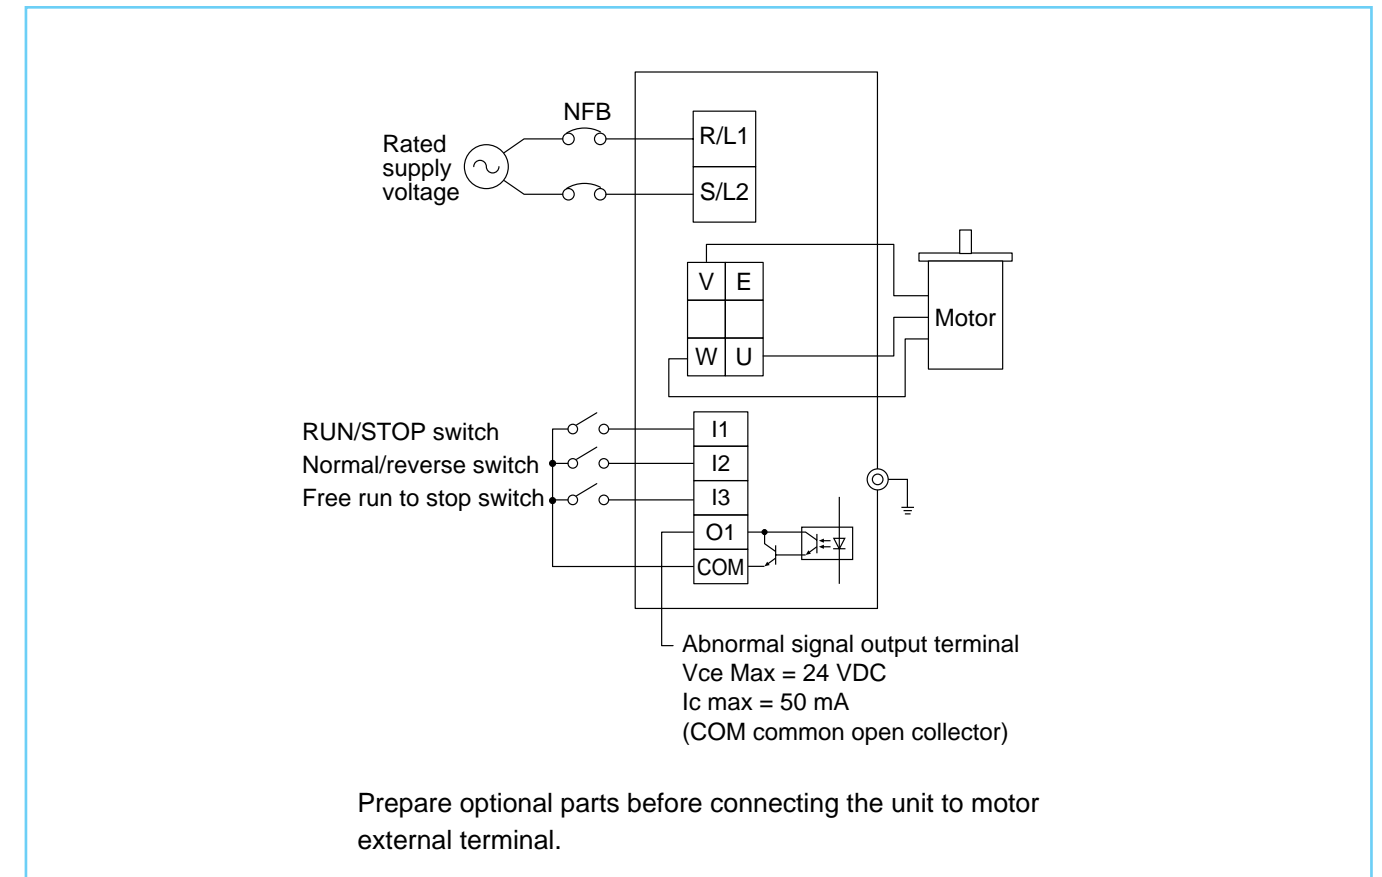 NFB
Rated
supply
voltage
R/L1
S/L2
V E
W U
Motor
RUN/STOP switch
Normal/reverse switch
Free run to stop switch
I1
I2
I3
O1
COM
Abnormal signal output terminal
Vce Max = 24 VDC
Ic max = 50 mA
(COM common open collector)
Prepare optional parts before connecting the unit to motor
external terminal.